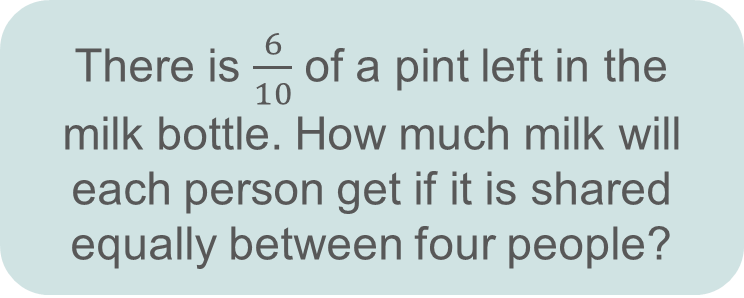 There is 6/10 of a pint left in the
milk bottle. How much milk will
each person get if it is shared
equally between four people?